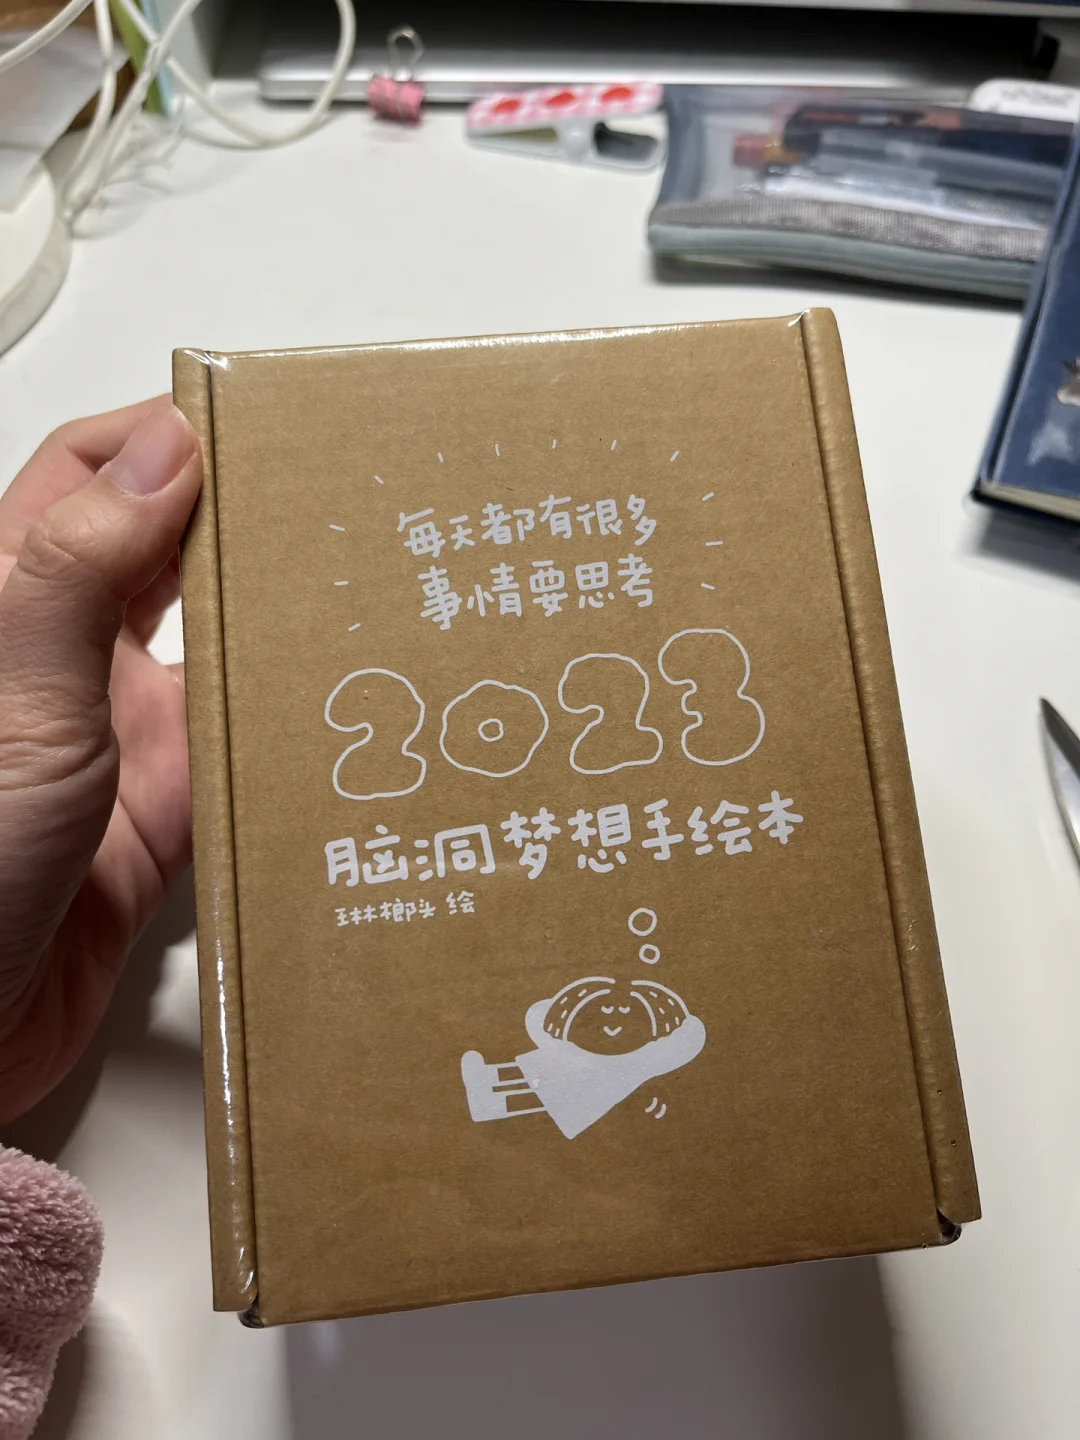 每天都有很多
事情要思考
2023
脑洞梦想手绘本
琳榔头 绘